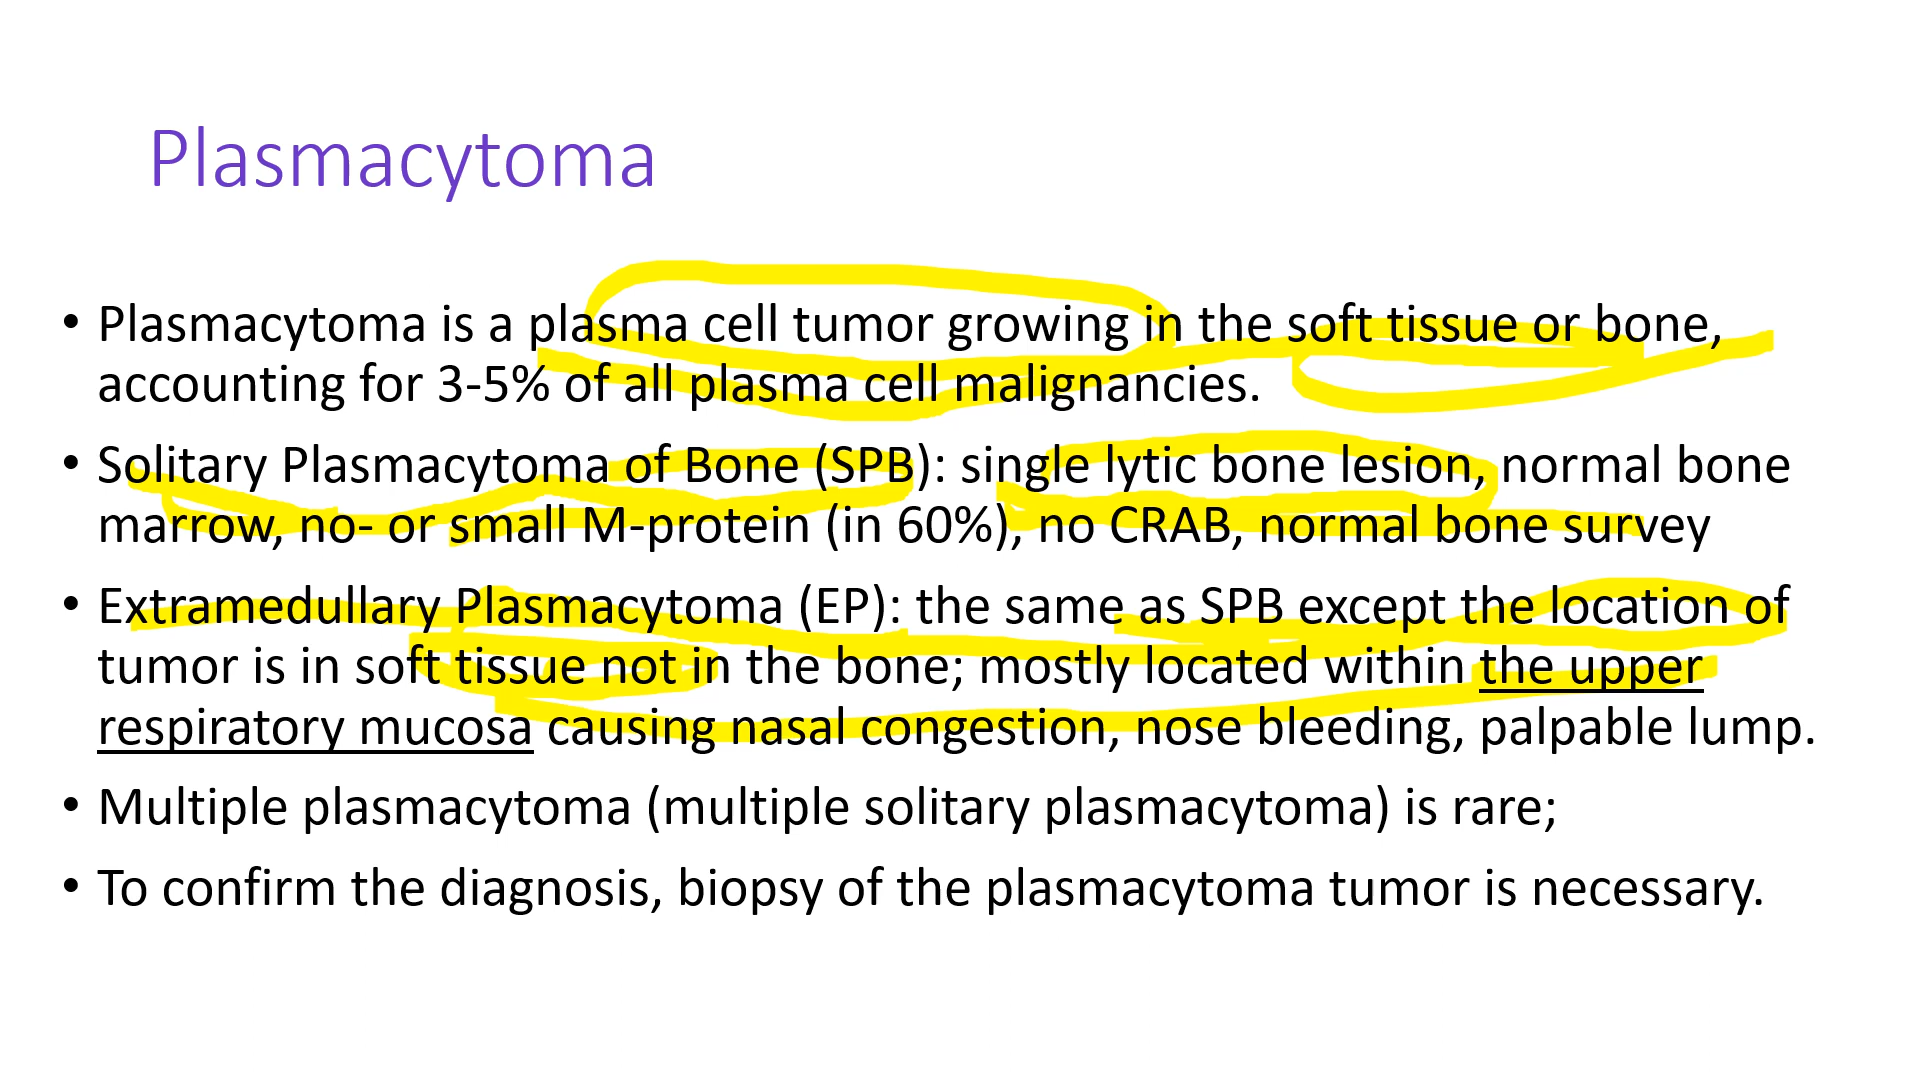 Plasmacytoma
• Plasmacytoma is a plasma cell tumor growing in the soft tissue or bone,
accounting for 3-5% of all plasma cell malignancies.
• Solitary Plasmacytoma of Bone (SPB): single lytic bone lesion, normal bone
marrow, no- or small M-protein (in 60%), no CRAB, normal bone survey
• Extramedullary Plasmacytoma (EP): the same as SPB except the location of
tumor is in soft tissue not in the bone; mostly located within the upper
respiratory mucosa causing nasal congestion, nose bleeding, palpable lump.
• Multiple plasmacytoma (multiple solitary plasmacytoma) is rare;
• To confirm the diagnosis, biopsy of the plasmacytoma tumor is necessary.